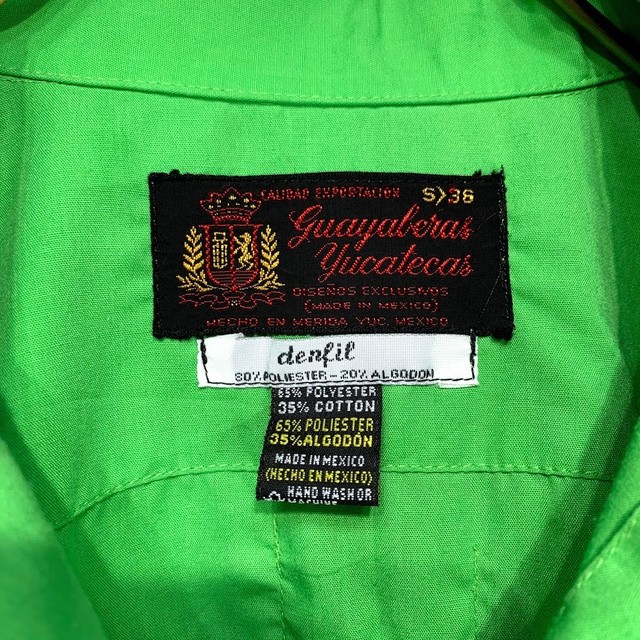 CALIDAD EXPORTACION S>36
Guayaberas
Yucatecas
DISEÑOS EXCLUSIVOS
(MADE IN MEXICO)
HECHO EN MERIDA YUC. MEXICO
denfil
80% POLIESTER - 20% ALGODON
65% POLYESTER
35% COTTON
65% POLIESTER
35% ALGODÓN
MADE IN MEXICO
(HECHO EN MEXICO)
HAND WASH OR
MACHINE